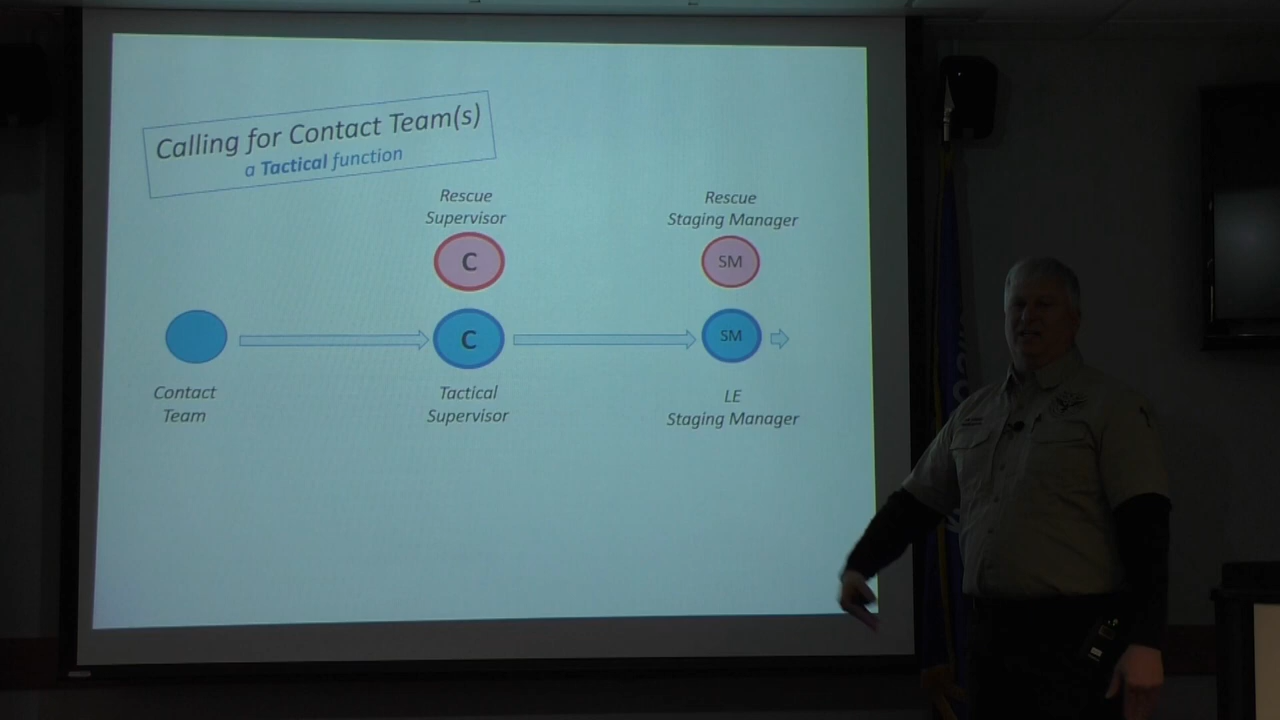 Calling for Contact Team(s)
a Tactical function
Rescue
Supervisor
Rescue
Staging Manager
C
SM
C
SM
Contact
Team
Tactical
Supervisor
LE
Staging Manager